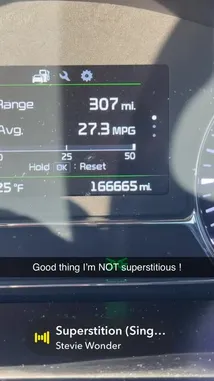 Range 307 mi.
Avg. 27.3 MPG
25 50
Hold ok : Reset
25 °F 166665 mi.
Good thing I'm NOT superstitious !
Superstition (Sing...
Stevie Wonder